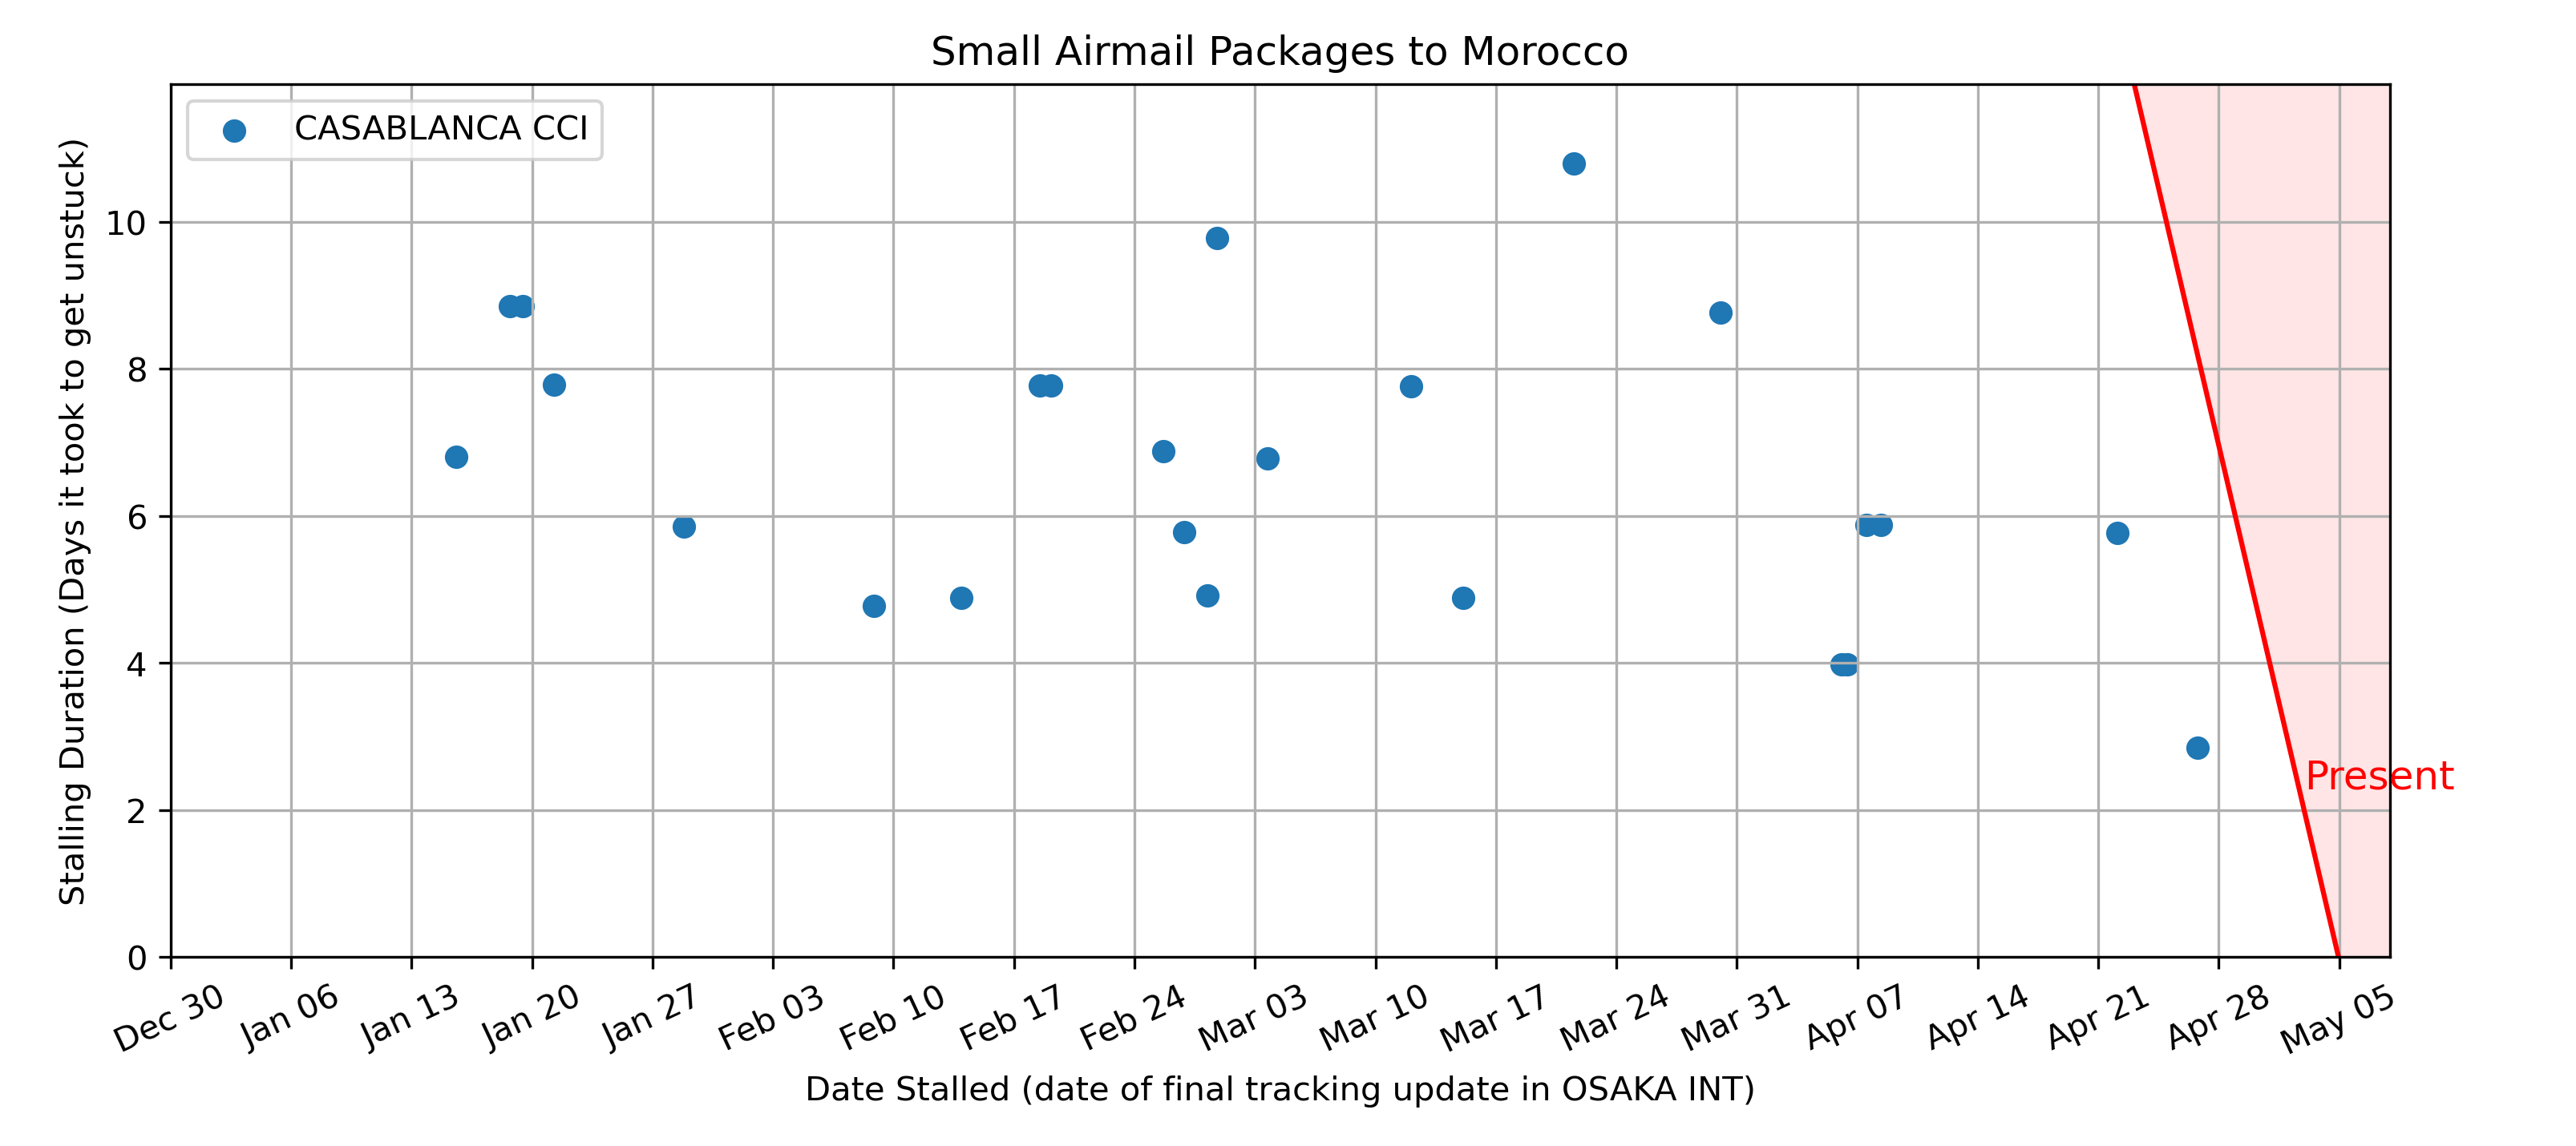 Small Airmail Packages to Morocco
CASABLANCA CCI
Stalling Duration (Days it took to get unstuck)
10
8
6
4
2
0
Present
Dec 30
Jan 06
Jan 13
Jan 20
Jan 27
Feb 03
Feb 10
Feb 17
Feb 24
Mar 03
Mar 10
Mar 17
Mar 24
Mar 31
Apr 07
Apr 14
Apr 21
Apr 28
May 05
Date Stalled (date of final tracking update in OSAKA INT)